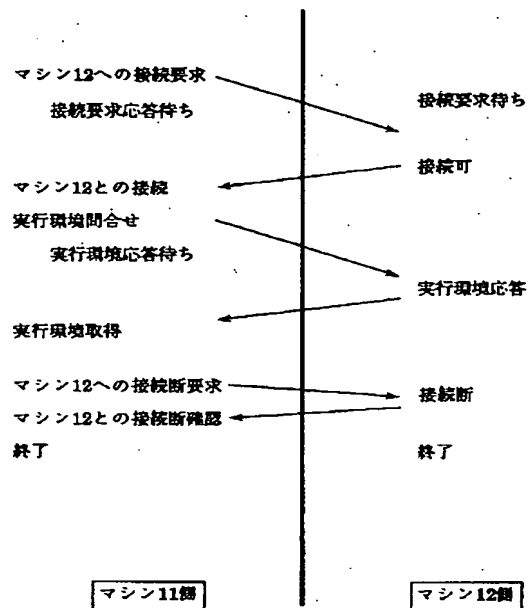 マシン12への接続要求
接続要求応答待ち
接続要求待ち
接続可
マシン12との接続
実行環境問合せ
実行環境応答待ち
実行環境応答
実行環境取得
マシン12への接続断要求
接続断
マシン12との接続断確認
終了
終了
マシン11側
マシン12側